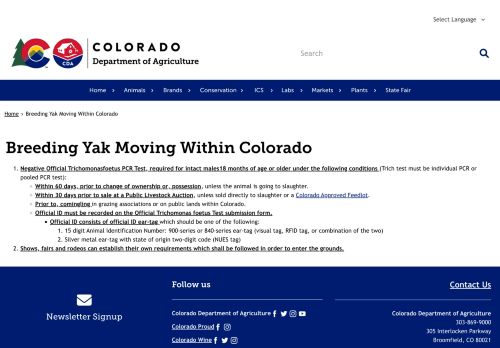 Select Language
COLORADO
Department of Agriculture
CDA
Search
Home > Animals > Brands > Conservation > ICS > Labs > Markets > Plants > State Fair
Home > Breeding Yak Moving Within Colorado
Breeding Yak Moving Within Colorado
1. Negative Official Trichomonasfoetus PCR Test, required for intact males18 months of age or older under the following conditions (Trich test must be individual PCR or
pooled PCR test):
Within 60 days, prior to change of ownership or, possession, unless the animal is going to slaughter.
Within 30 days prior to sale at a Public Livestock Auction, unless sold directly to slaughter or a Colorado Approved Feedlot.
Prior to, comingling in grazing associations or on public lands within Colorado.
Official ID must be recorded on the Official Trichomonas foetus Test submission form.
Official ID consists of official ID ear-tag which should be one of the following:
1. 15 digit Animal Identification Number: 900-series or 840-series ear-tag (visual tag, RFID tag, or combination of the two)
2. Silver metal ear-tag with state of origin two-digit code (NUES tag)
2. Shows, fairs and rodeos can establish their own requirements which shall be followed in order to enter the grounds.
Newsletter Signup
Follow us
Colorado Department of Agriculture
Colorado Proud
Colorado Wine
Contact Us
Colorado Department of Agriculture
303-869-9000
305 Interlocken Parkway
Broomfield, CO 80021